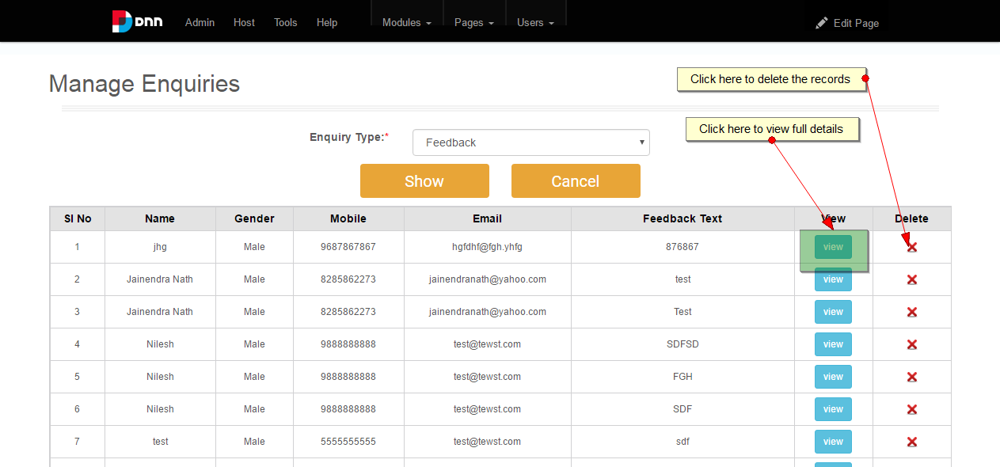 DNN Admin Host Tools Help Modules Pages Users Edit Page
Manage Enquiries
Click here to delete the records
Click here to view full details
Enquiry Type:* Feedback
Show Cancel
Sl No Name Gender Mobile Email Feedback Text View Delete
1 jhg Male 9687867867 hgfdhf@fgh.yhfg 876867 view
2 Jainendra Nath Male 8285862273 jainendranath@yahoo.com test view
3 Jainendra Nath Male 8285862273 jainendranath@yahoo.com Test view
4 Nilesh Male 9888888888 test@tewst.com SDFSD view
5 Nilesh Male 9888888888 test@tewst.com FGH view
6 Nilesh Male 9888888888 test@tewst.com SDF view
7 test Male 5555555555 test@tewst.com sdf view